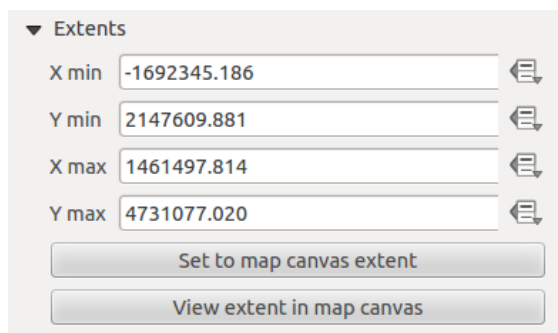 Extents
X min -1692345.186
Y min 2147609.881
X max 1461497.814
Y max 4731077.020
Set to map canvas extent
View extent in map canvas